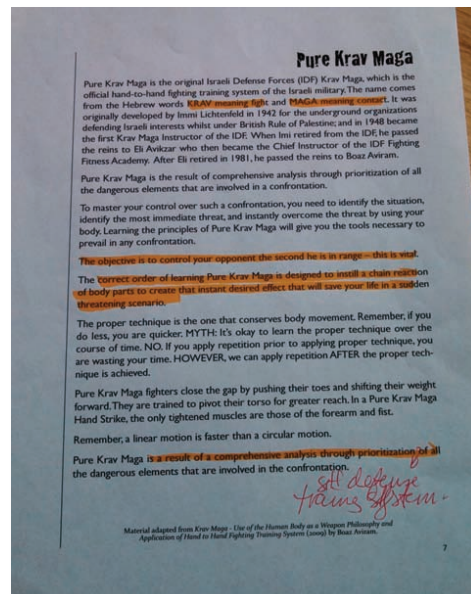 Pure Krav Maga
Pure Krav Maga is the original Israeli Defense Forces (IDF) Krav Maga, which is the
official hand-to-hand fighting training system of the Israeli military. The name comes
from the Hebrew words KRAV meaning fight and MAGA meaning contact. It was
originally developed by Immi Lichtenfeld in 1942 for the underground organizations
defending Israeli interests whilst under British Rule of Palestine; and in 1948 became
the first Krav Maga Instructor of the IDF. When Imi retired from the IDF, he passed
the reins to Eli Avikzar who then became the Chief Instructor of the IDF Fighting
Fitness Academy. After Eli retired in 1981, he passed the reins to Boaz Aviram.
Pure Krav Maga is the result of comprehensive analysis through prioritization of all
the dangerous elements that are involved in a confrontation.
To master your control over such a confrontation, you need to identify the situation,
identify the most immediate threat, and instantly overcome the threat by using your
body. Learning the principles of Pure Krav Maga will give you the tools necessary to
prevail in any confrontation.
The objective is to control your opponent the second he is in range – this is vital.
The correct order of learning Pure Krav Maga is designed to instill a chain reaction
of body parts to create that instant desired effect that will save your life in a sudden
threatening scenario.
The proper technique is the one that conserves body movement. Remember, if you
do less, you are quicker. MYTH: It's okay to learn the proper technique over the
course of time. NO. If you apply repetition prior to applying proper technique, you
are wasting your time. HOWEVER, we can apply repetition AFTER the proper tech-
nique is achieved.
Pure Krav Maga fighters close the gap by pushing their toes and shifting their weight
forward. They are trained to pivot their torso for greater reach. In a Pure Krav Maga
Hand Strike, the only tightened muscles are those of the forearm and fist.
Remember, a linear motion is faster than a circular motion.
Pure Krav Maga is a result of a comprehensive analysis through prioritization of all
the dangerous elements that are involved in the confrontation.
self defense
training system.
Material adapted from Krav Maga - Use of the Human Body as a Weapon Philosophy and
Application of Hand to Hand Fighting Training System (2009) by Boaz Aviram.
7